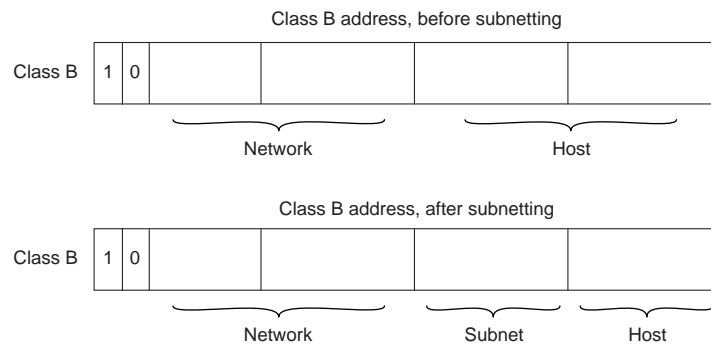 Class B address, before subnetting
Class B 1 0
Network Host
Class B address, after subnetting
Class B 1 0
Network Subnet Host